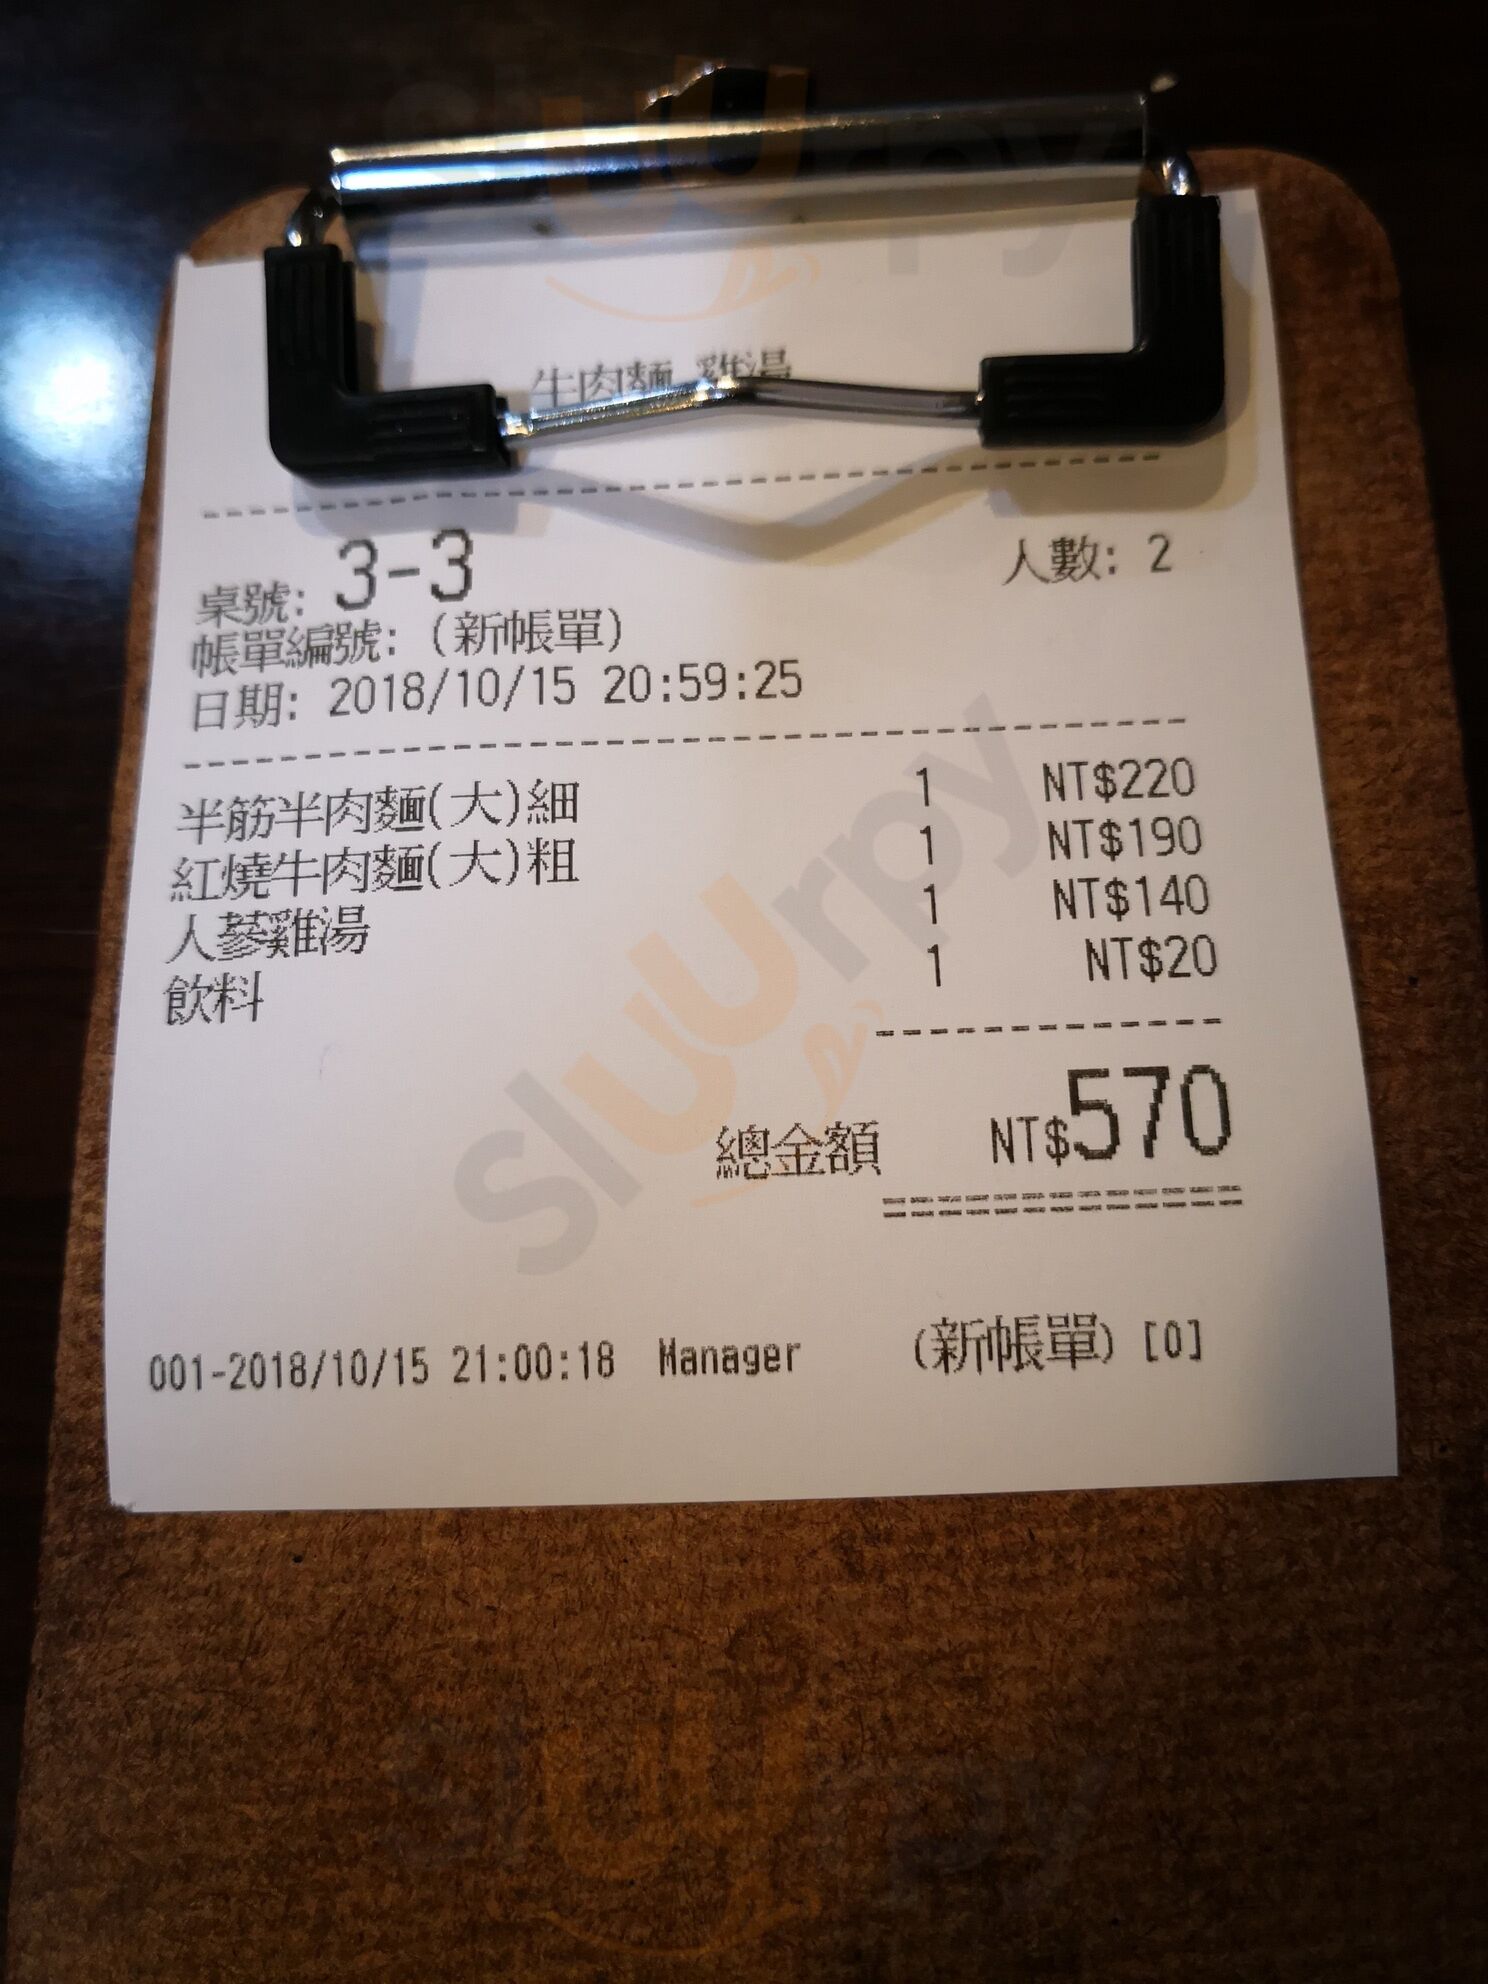 牛肉麵 雞湯
桌號: 3-3 人數: 2
帳單編號: (新帳單)
日期: 2018/10/15 20:59:25
半筋半肉麵(大)細 1 NT$220
紅燒牛肉麵(大)粗 1 NT$190
人蔘雞湯 1 NT$140
飲料 1 NT$20
總金額 NT$570
001-2018/10/15 21:00:18 Manager (新帳單) [0]
sluurpy
sluurpy
sluurpy